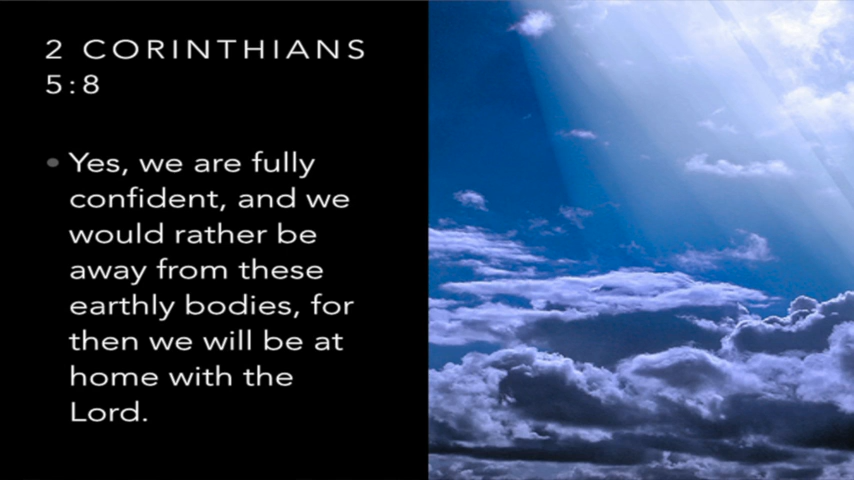 2 CORINTHIANS
5:8
• Yes, we are fully
confident, and we
would rather be
away from these
earthly bodies, for
then we will be at
home with the
Lord.